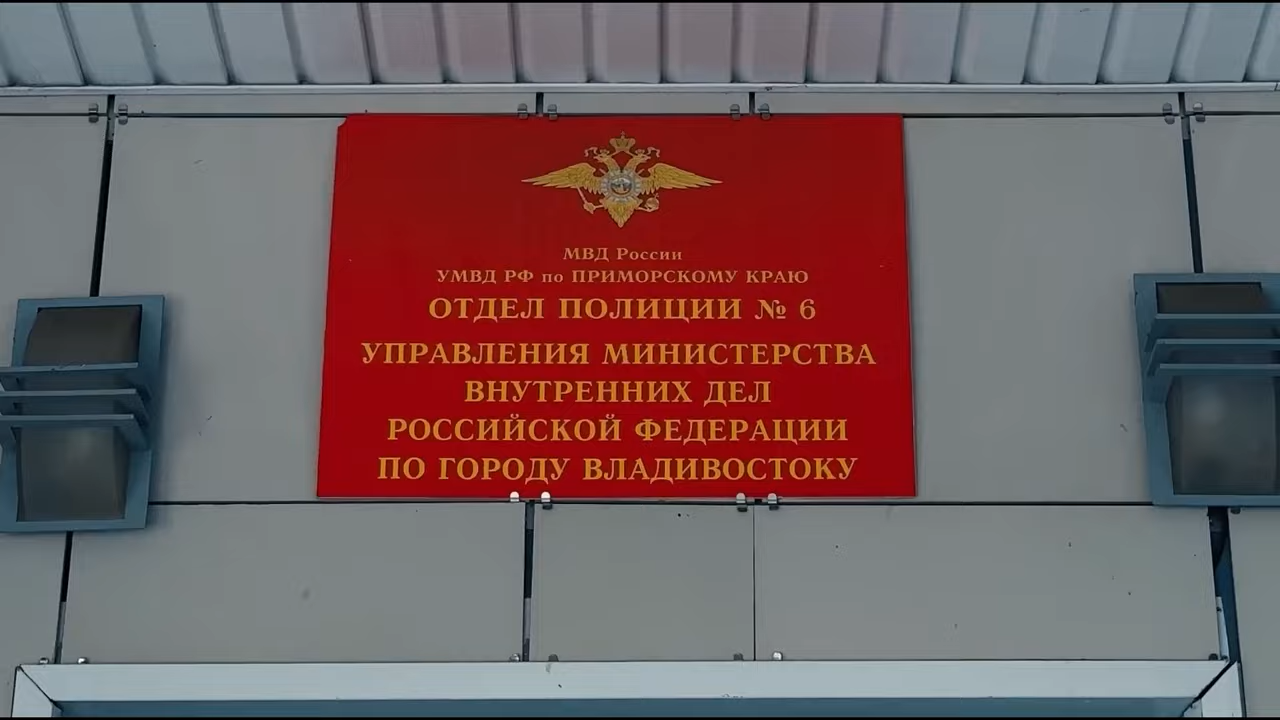 МВД России
УМВД РФ по ПРИМОРСКОМУ КРАЮ
ОТДЕЛ ПОЛИЦИИ № 6
УПРАВЛЕНИЯ МИНИСТЕРСТВА
ВНУТРЕННИХ ДЕЛ
РОССИЙСКОЙ ФЕДЕРАЦИИ
ПО ГОРОДУ ВЛАДИВОСТОКУ